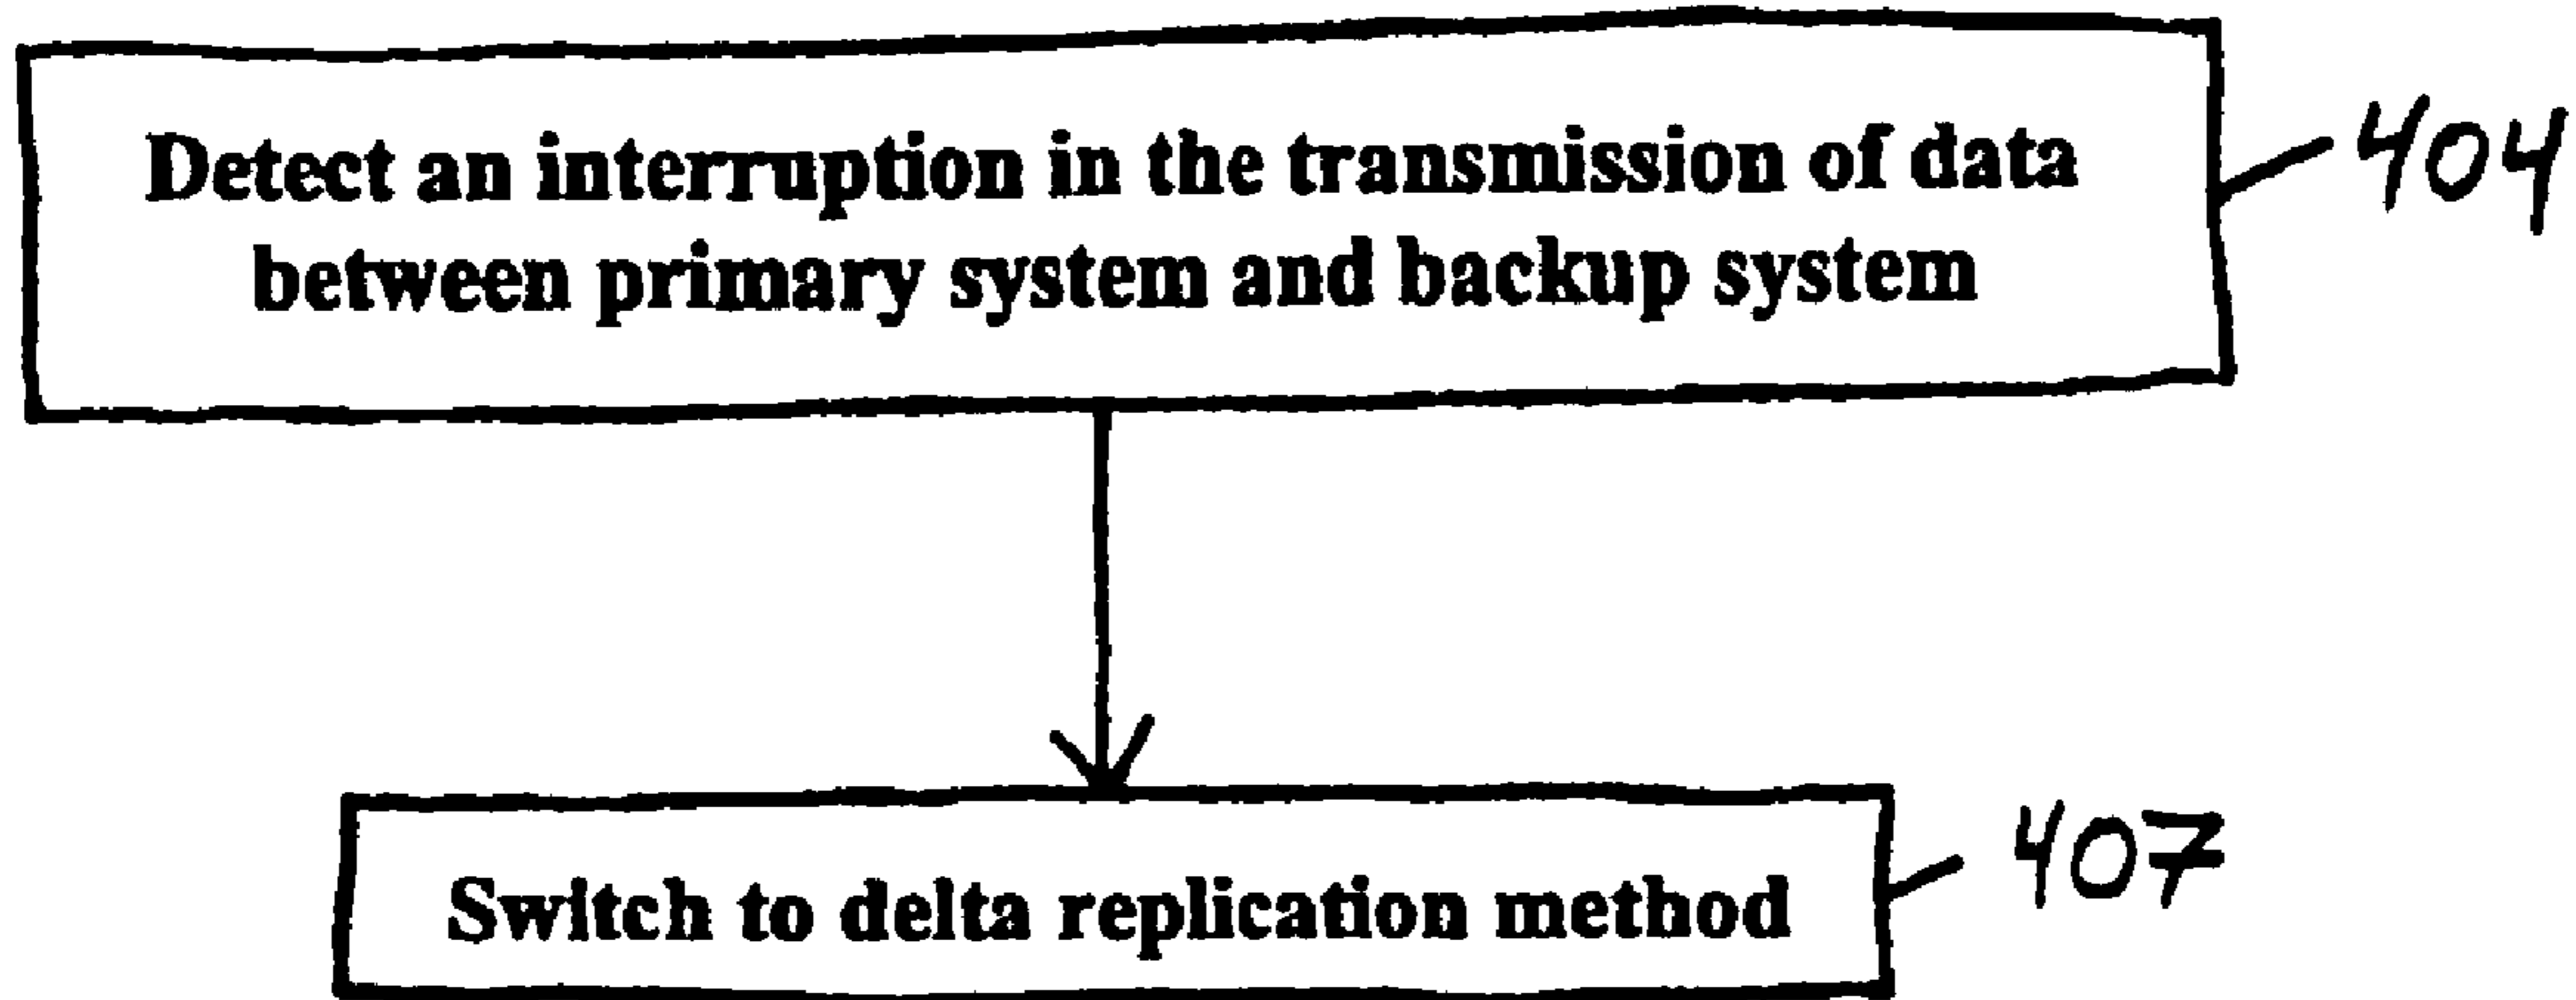 Detect an interruption in the transmission of data
404
between primary system and backup system
Switch to delta replication method
407